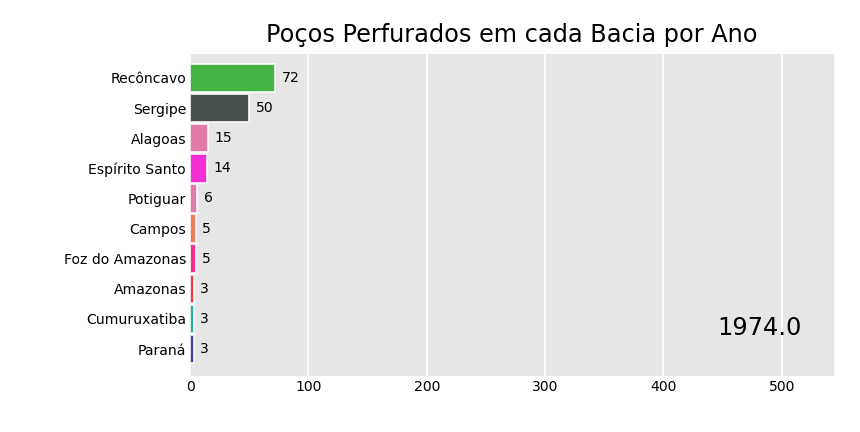 Poços Perfurados em cada Bacia por Ano
Recôncavo 72
Sergipe 50
Alagoas 15
Espírito Santo 14
Potiguar 6
Campos 5
Foz do Amazonas 5
Amazonas 3
Cumuruxatiba 3
1974.0
Paraná 3
0 100 200 300 400 500